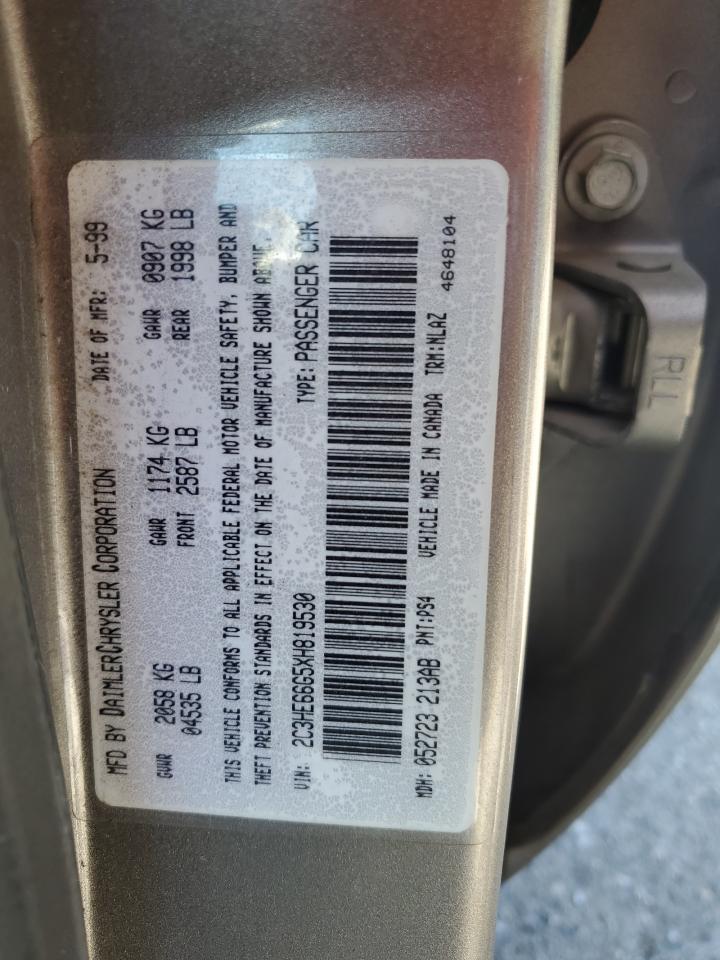 MFD BY DAIMLERCHRYSLER CORPORATION DATE OF MFR: 5-99
GVWR 2058 KG GAWR 1174 KG GAWR 0907 KG
04535 LB FRONT 2587 LB REAR 1998 LB
THIS VEHICLE CONFORMS TO ALL APPLICABLE FEDERAL MOTOR VEHICLE SAFETY, BUMPER AND
THEFT PREVENTION STANDARDS IN EFFECT ON THE DATE OF MANUFACTURE SHOWN ABOVE.
VIN: 2C3HE66G5XH819530 TYPE: PASSENGER CAR
MDH: 052723 213AB PNT:PS4 VEHICLE MADE IN CANADA TRM:NLAZ 4648104
RLL